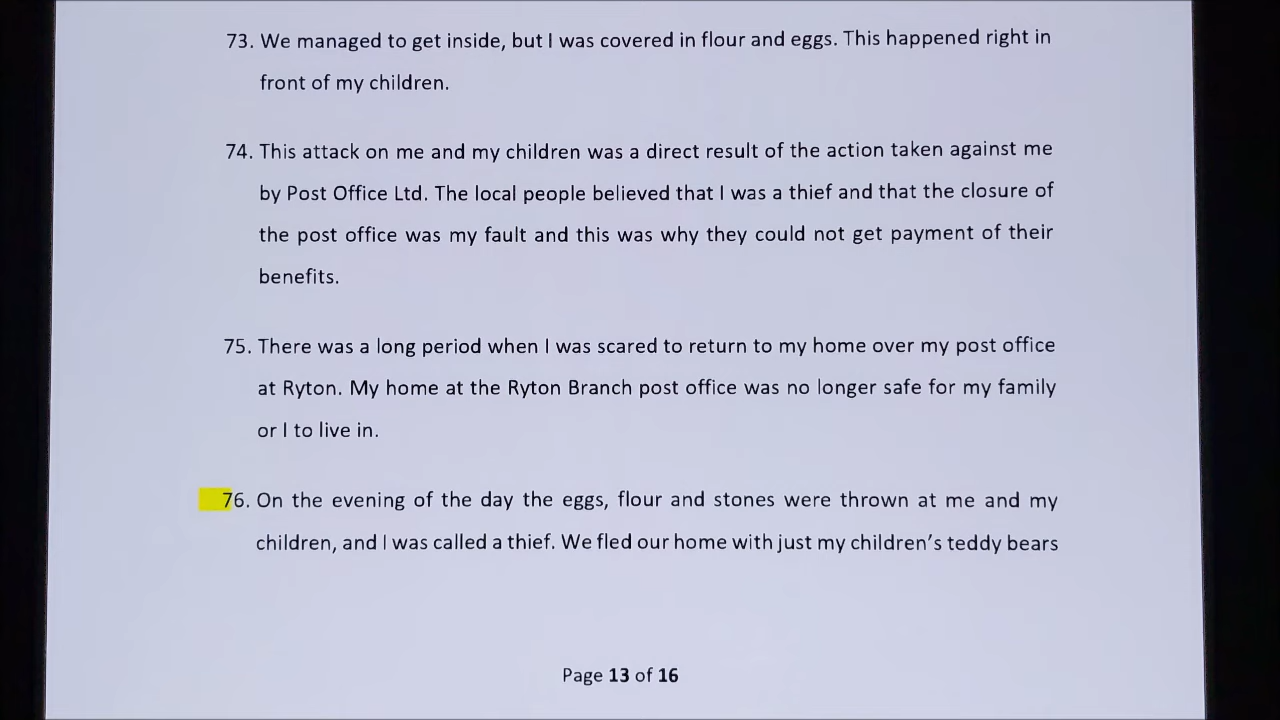 73. We managed to get inside, but I was covered in flour and eggs. This happened right in
front of my children.
74. This attack on me and my children was a direct result of the action taken against me
by Post Office Ltd. The local people believed that I was a thief and that the closure of
the post office was my fault and this was why they could not get payment of their
benefits.
75. There was a long period when I was scared to return to my home over my post office
at Ryton. My home at the Ryton Branch post office was no longer safe for my family
or I to live in.
76. On the evening of the day the eggs, flour and stones were thrown at me and my
children, and I was called a thief. We fled our home with just my children’s teddy bears
Page 13 of 16